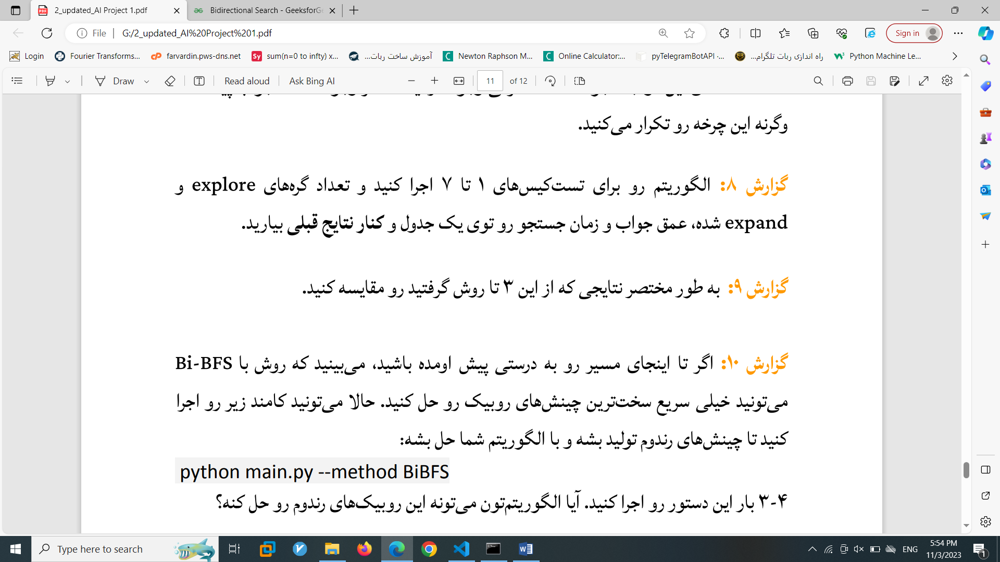 2_updated_AI Project 1.pdf
Bidirectional Search - GeeksforGe
File
G:/2_updated_AI%20Project%201.pdf
Sign in
Login
Fourier Transforms...
farvardin.pws-dns.net
sum(n=0 to infty) x...
آموزش ساخت ربات...
Newton Raphson M...
Online Calculator:...
pyTelegramBotAPI ·...
راه اندازی ربات تلگرام...
Python Machine Le...
Draw
Read aloud
Ask Bing AI
11 of 12
وگرنه این چرخه رو تکرار می‌کنید.
گزارش ۸: الگوریتم رو برای تست‌کیس‌های ۱ تا ۷ اجرا کنید و تعداد گره‌های explore و
expand شده، عمق جواب و زمان جستجو رو توی یک جدول و کنار نتایج قبلی بیارید.
گزارش ۹: به طور مختصر نتایجی که از این ۳ تا روش گرفتید رو مقایسه کنید.
گزارش ۱۰: اگر تا اینجای مسیر رو به درستی پیش اومده باشید، می‌بینید که روش با Bi-BFS
می‌تونید خیلی سریع سخت‌ترین چینش‌های روبیک رو حل کنید. حالا می‌تونید کامند زیر رو اجرا
کنید تا چینش‌های رندوم تولید بشه و با الگوریتم شما حل بشه:
python main.py --method BiBFS
۳-۴ بار این دستور رو اجرا کنید. آیا الگوریتم‌تون می‌تونه این روبیک‌های رندوم رو حل کنه؟
Type here to search
ENG
5:54 PM
11/3/2023
1